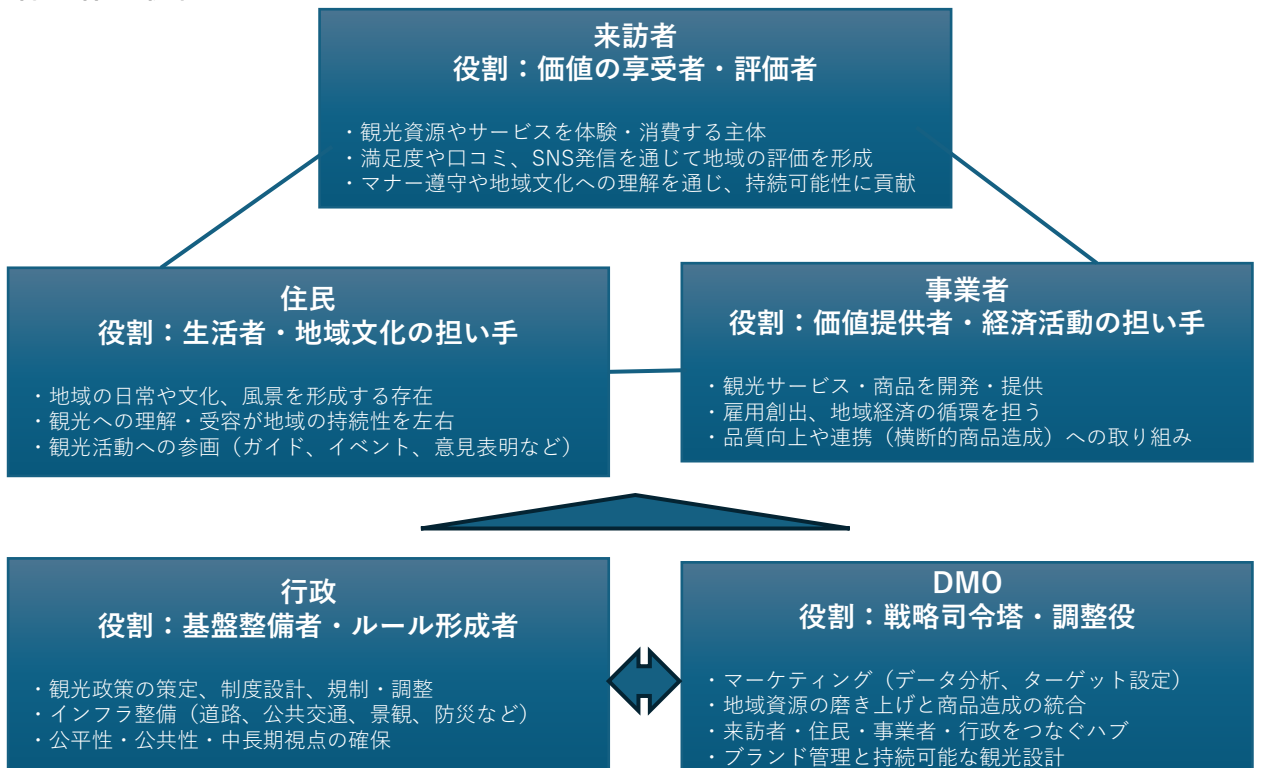 来訪者
役割：価値の享受者・評価者
・観光資源やサービスを体験・消費する主体
・満足度や口コミ、SNS発信を通じて地域の評価を形成
・マナー遵守や地域文化への理解を通じ、持続可能性に貢献
住民
役割：生活者・地域文化の担い手
・地域の日常や文化、風景を形成する存在
・観光への理解・受容が地域の持続性を左右
・観光活動への参画（ガイド、イベント、意見表明など）
事業者
役割：価値提供者・経済活動の担い手
・観光サービス・商品を開発・提供
・雇用創出、地域経済の循環を担う
・品質向上や連携（横断的商品造成）への取り組み
行政
役割：基盤整備者・ルール形成者
・観光政策の策定、制度設計、規制・調整
・インフラ整備（道路、公共交通、景観、防災など）
・公平性・公共性・中長期視点の確保
DMO
役割：戦略司令塔・調整役
・マーケティング（データ分析、ターゲット設定）
・地域資源の磨き上げと商品造成の統合
・来訪者・住民・事業者・行政をつなぐハブ
・ブランド管理と持続可能な観光設計